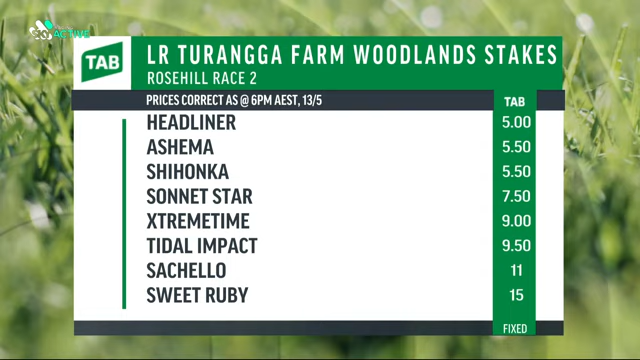 GO ACTIVE
TAB
LR TURANGGA FARM WOODLANDS STAKES
ROSEHILL RACE 2
PRICES CORRECT AS @ 6PM AEST, 13/5 TAB
HEADLINER 5.00
ASHEMA 5.50
SHIHONKA 5.50
SONNET STAR 7.50
XTREMETIME 9.00
TIDAL IMPACT 9.50
SACHELLO 11
SWEET RUBY 15
FIXED